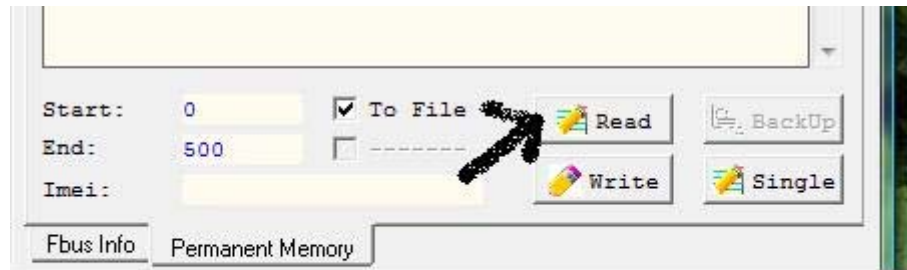 Start: 0 To File Read BackUp
End: 500 -------
Imei: Write Single
Fbus Info Permanent Memory